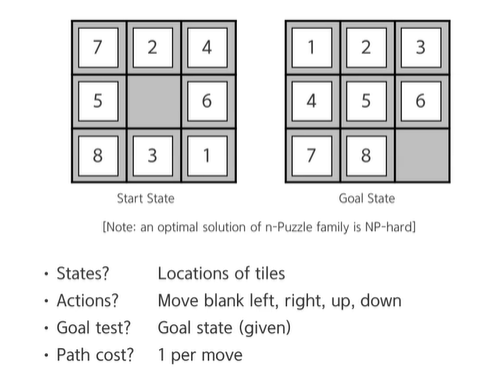 7 2 4 1 2 3
5 6 4 5 6
8 3 1 7 8
Start State Goal State
[Note: an optimal solution of n-Puzzle family is NP-hard]
• States? Locations of tiles
• Actions? Move blank left, right, up, down
• Goal test? Goal state (given)
• Path cost? 1 per move